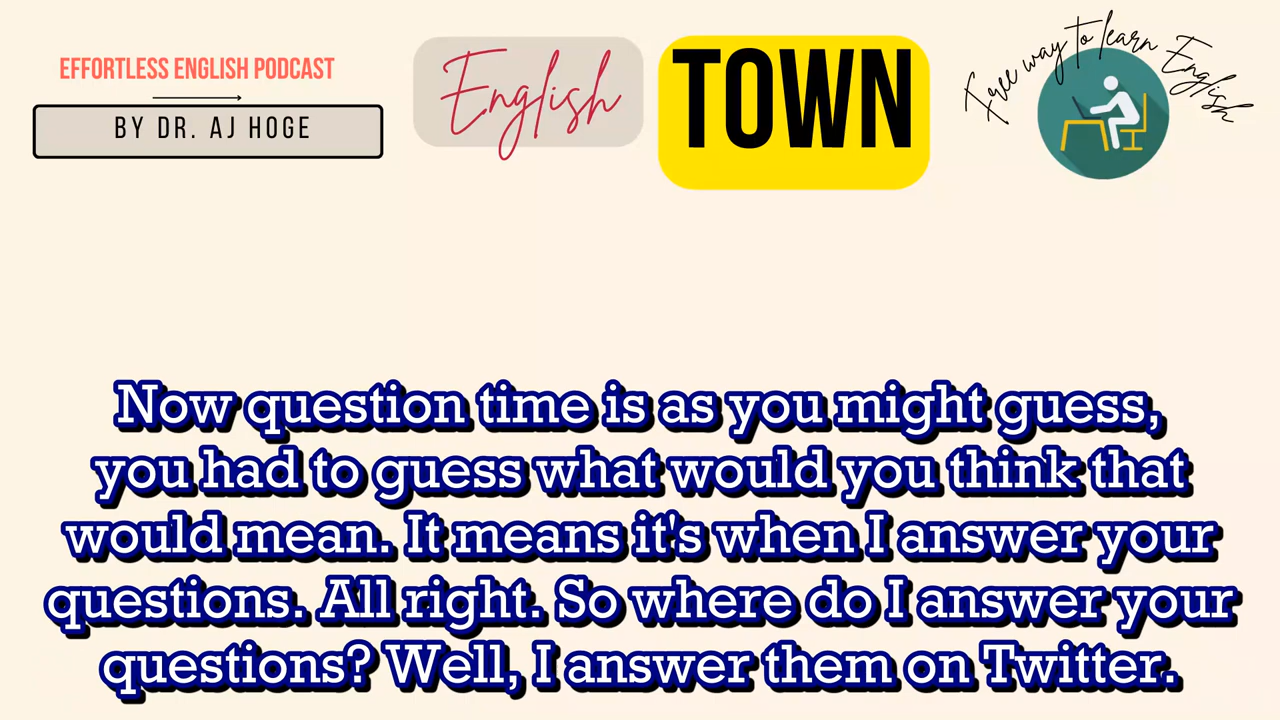 EFFORTLESS ENGLISH PODCAST
BY DR. AJ HOGE
English
TOWN
Free way to learn English
Now question time is as you might guess,
you had to guess what would you think that
would mean. It means it's when I answer your
questions. All right. So where do I answer your
questions? Well, I answer them on Twitter.